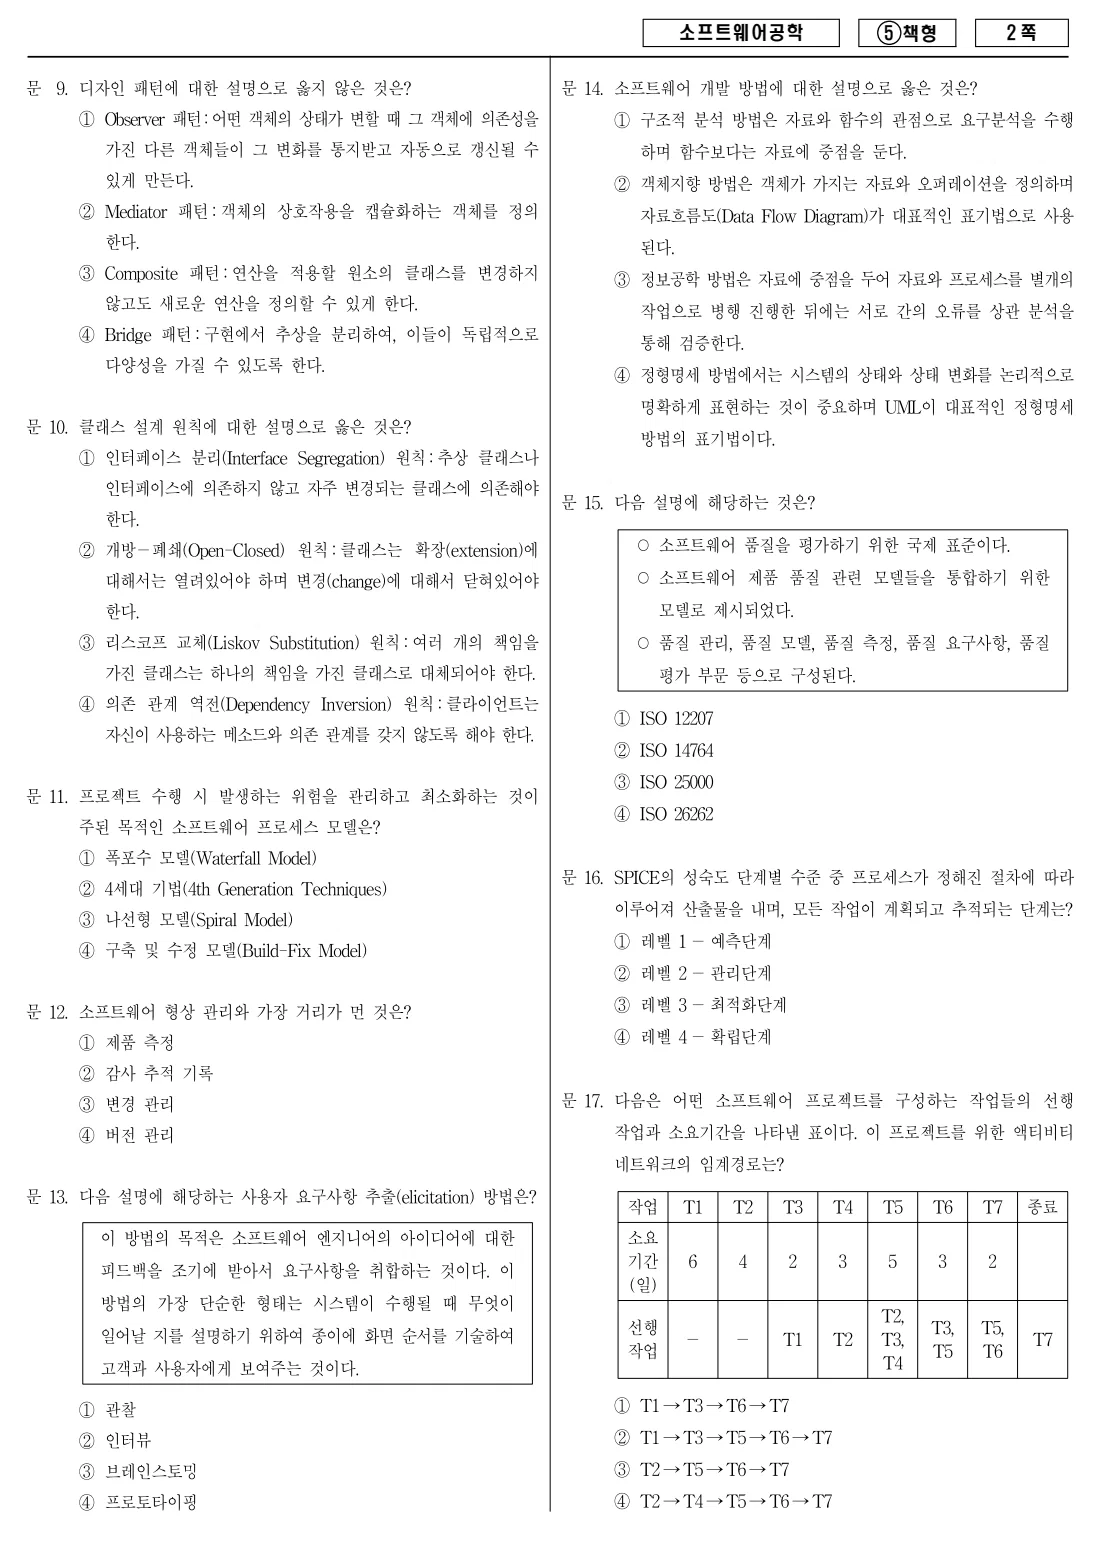 소프트웨어공학
⑤책형
2 쪽
문 9. 디자인 패턴에 대한 설명으로 옳지 않은 것은?
① Observer 패턴 : 어떤 객체의 상태가 변할 때 그 객체에 의존성을
가진 다른 객체들이 그 변화를 통지받고 자동으로 갱신될 수
있게 만든다.
② Mediator 패턴 : 객체의 상호작용을 캡슐화하는 객체를 정의
한다.
③ Composite 패턴 : 연산을 적용할 원소의 클래스를 변경하지
않고도 새로운 연산을 정의할 수 있게 한다.
④ Bridge 패턴 : 구현에서 추상을 분리하여, 이들이 독립적으로
다양성을 가질 수 있도록 한다.
문 10. 클래스 설계 원칙에 대한 설명으로 옳은 것은?
① 인터페이스 분리(Interface Segregation) 원칙 : 추상 클래스나
인터페이스에 의존하지 않고 자주 변경되는 클래스에 의존해야
한다.
② 개방－폐쇄(Open-Closed) 원칙 : 클래스는 확장(extension)에
대해서는 열려있어야 하며 변경(change)에 대해서 닫혀있어야
한다.
③ 리스코프 교체(Liskov Substitution) 원칙 : 여러 개의 책임을
가진 클래스는 하나의 책임을 가진 클래스로 대체되어야 한다.
④ 의존 관계 역전(Dependency Inversion) 원칙 : 클라이언트는
자신이 사용하는 메소드와 의존 관계를 갖지 않도록 해야 한다.
문 11. 프로젝트 수행 시 발생하는 위험을 관리하고 최소화하는 것이
주된 목적인 소프트웨어 프로세스 모델은?
① 폭포수 모델(Waterfall Model)
② 4세대 기법(4th Generation Techniques)
③ 나선형 모델(Spiral Model)
④ 구축 및 수정 모델(Build-Fix Model)
문 12. 소프트웨어 형상 관리와 가장 거리가 먼 것은?
① 제품 측정
② 감사 추적 기록
③ 변경 관리
④ 버전 관리
문 13. 다음 설명에 해당하는 사용자 요구사항 추출(elicitation) 방법은?
이 방법의 목적은 소프트웨어 엔지니어의 아이디어에 대한
피드백을 조기에 받아서 요구사항을 취합하는 것이다. 이
방법의 가장 단순한 형태는 시스템이 수행될 때 무엇이
일어날 지를 설명하기 위하여 종이에 화면 순서를 기술하여
고객과 사용자에게 보여주는 것이다.
① 관찰
② 인터뷰
③ 브레인스토밍
④ 프로토타이핑
문 14. 소프트웨어 개발 방법에 대한 설명으로 옳은 것은?
① 구조적 분석 방법은 자료와 함수의 관점으로 요구분석을 수행
하며 함수보다는 자료에 중점을 둔다.
② 객체지향 방법은 객체가 가지는 자료와 오퍼레이션을 정의하며
자료흐름도(Data Flow Diagram)가 대표적인 표기법으로 사용
된다.
③ 정보공학 방법은 자료에 중점을 두어 자료와 프로세스를 별개의
작업으로 병행 진행한 뒤에는 서로 간의 오류를 상관 분석을
통해 검증한다.
④ 정형명세 방법에서는 시스템의 상태와 상태 변화를 논리적으로
명확하게 표현하는 것이 중요하며 UML이 대표적인 정형명세
방법의 표기법이다.
문 15. 다음 설명에 해당하는 것은?
○ 소프트웨어 품질을 평가하기 위한 국제 표준이다.
○ 소프트웨어 제품 품질 관련 모델들을 통합하기 위한
모델로 제시되었다.
○ 품질 관리, 품질 모델, 품질 측정, 품질 요구사항, 품질
평가 부문 등으로 구성된다.
① ISO 12207
② ISO 14764
③ ISO 25000
④ ISO 26262
문 16. SPICE의 성숙도 단계별 수준 중 프로세스가 정해진 절차에 따라
이루어져 산출물을 내며, 모든 작업이 계획되고 추적되는 단계는?
① 레벨 1 － 예측단계
② 레벨 2 － 관리단계
③ 레벨 3 － 최적화단계
④ 레벨 4 － 확립단계
문 17. 다음은 어떤 소프트웨어 프로젝트를 구성하는 작업들의 선행
작업과 소요기간을 나타낸 표이다. 이 프로젝트를 위한 액티비티
네트워크의 임계경로는?
작업 T1 T2 T3 T4 T5 T6 T7 종료
소요
기간 6 4 2 3 5 3 2
(일)
선행 작업 － － T1 T2 T2, T3, T4 T3, T5 T5, T6 T7
① T1→T3→T6→T7
② T1→T3→T5→T6→T7
③ T2→T5→T6→T7
④ T2→T4→T5→T6→T7